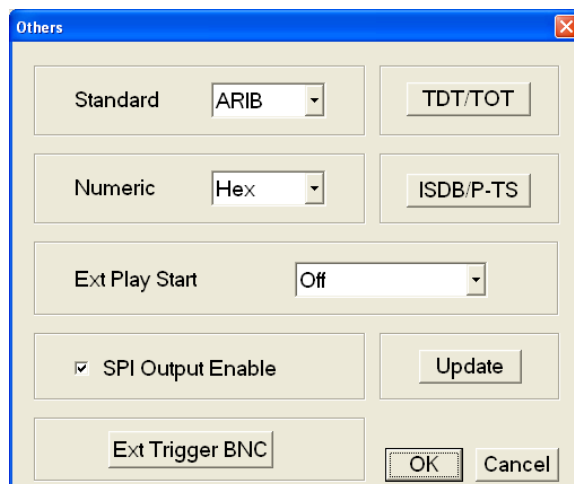 Others
Standard ARIB TDT/TOT
Numeric Hex ISDB/P-TS
Ext Play Start Off
SPI Output Enable Update
Ext Trigger BNC OK Cancel